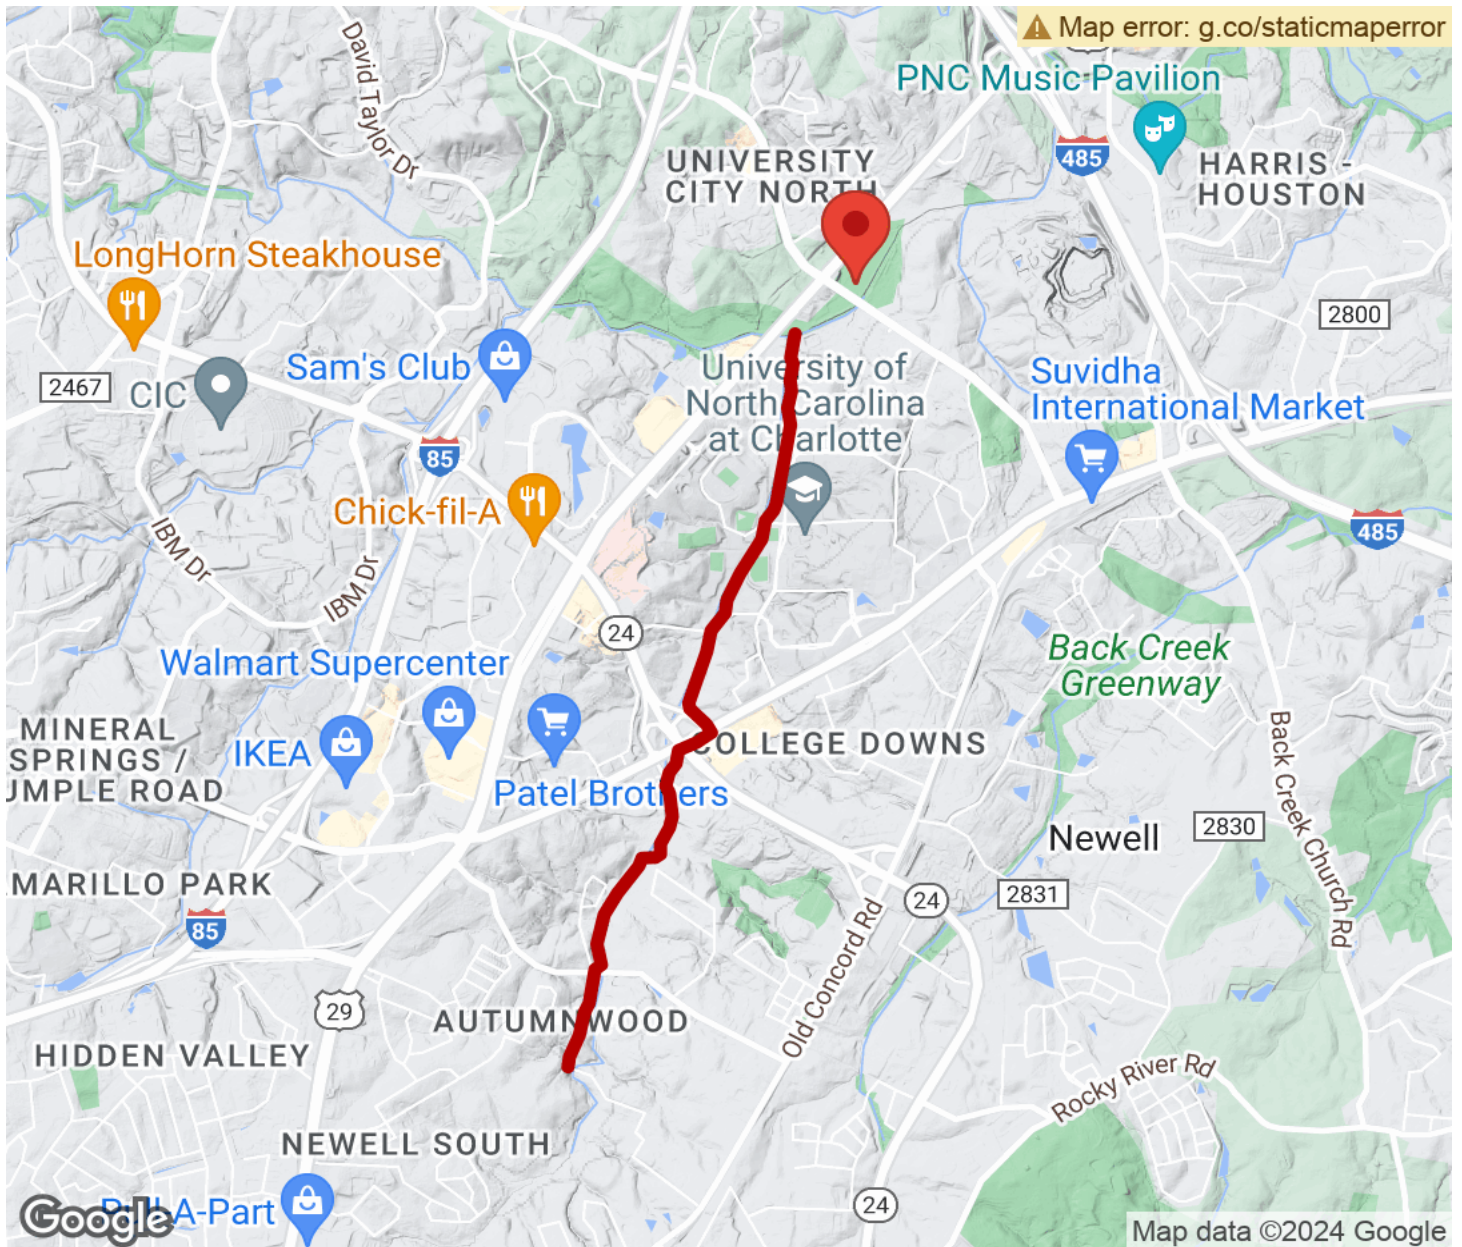 Map error: g.co/staticmaperror
David Taylor Dr
PNC Music Pavilion
UNIVERSITY
CITY NORTH
485
HARRIS -
HOUSTON
LongHorn Steakhouse
2800
Sam's Club
University of
North Carolina
at Charlotte
Suvidha
International Market
2467
CIC
85
Chick-fil-A
485
IBM Dr
IBM Dr
24
Back Creek
Greenway
Walmart Supercenter
MINERAL
SPRINGS /
UMPLE ROAD
IKEA
COLLEGE DOWNS
Patel Brothers
Back Creek Church Rd
2830
Newell
MARILLO PARK
2831
24
85
Old Concord Rd
29
AUTUMNWOOD
HIDDEN VALLEY
Rocky River Rd
NEWELL SOUTH
Pull-A-Part
24
Google
Map data ©2024 Google